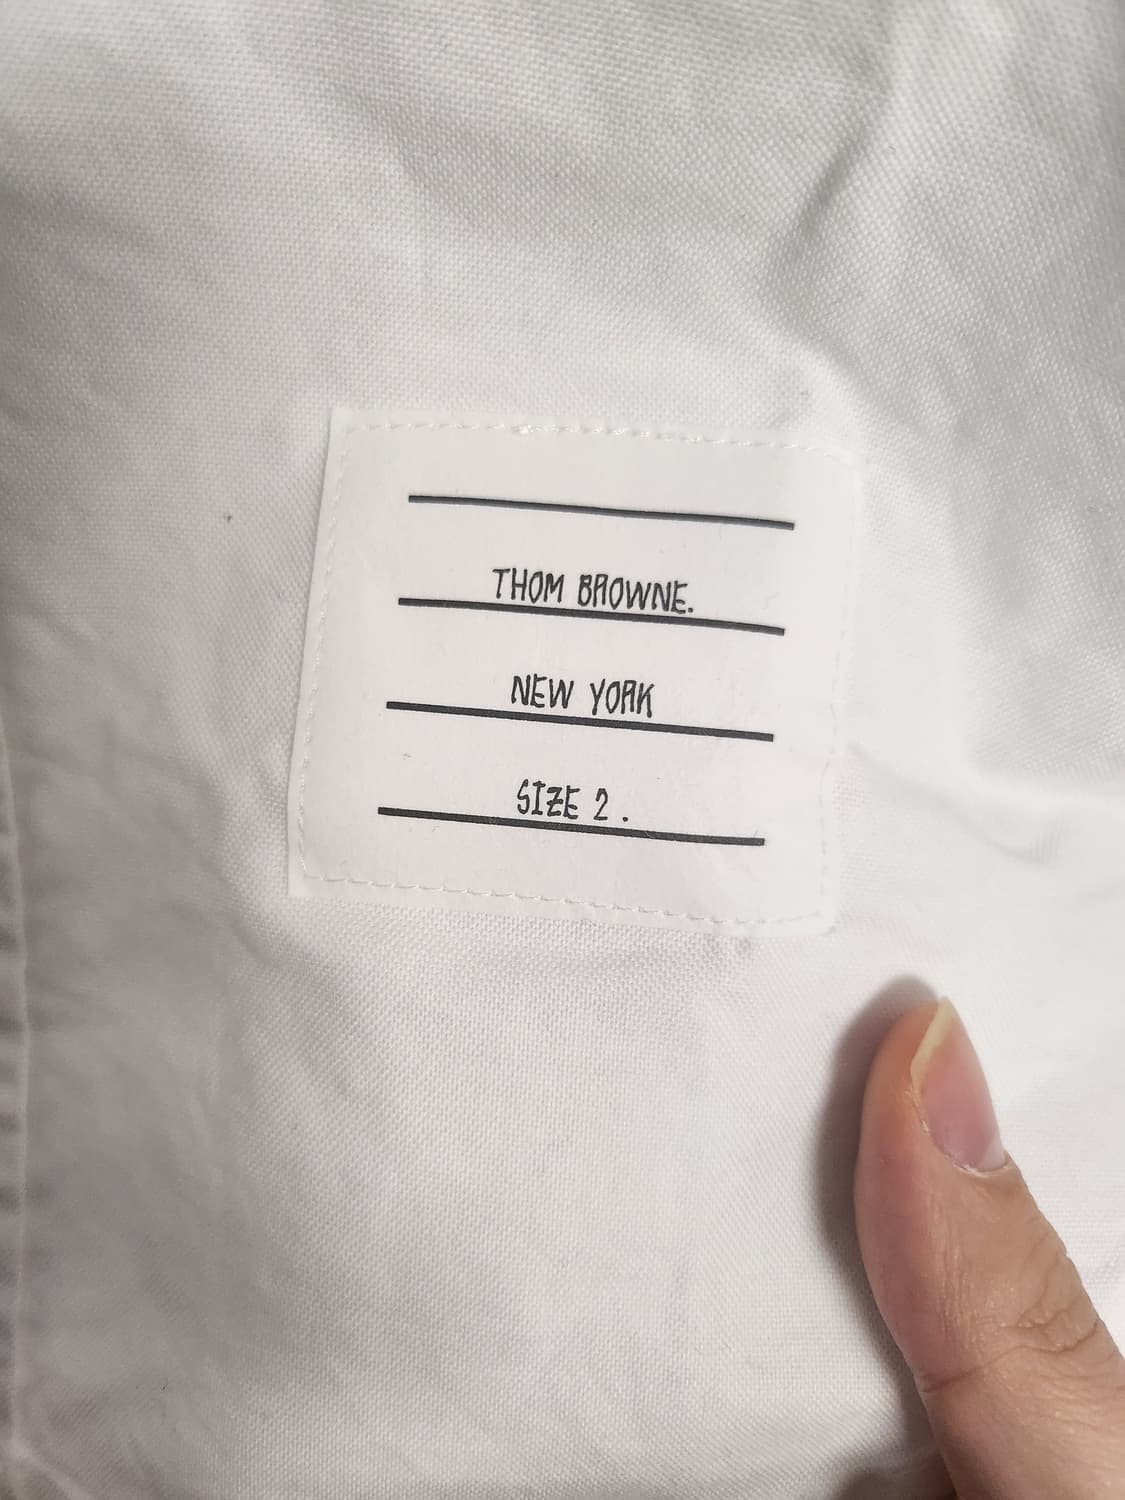 THOM BROWNE.
NEW YORK
SIZE 2.